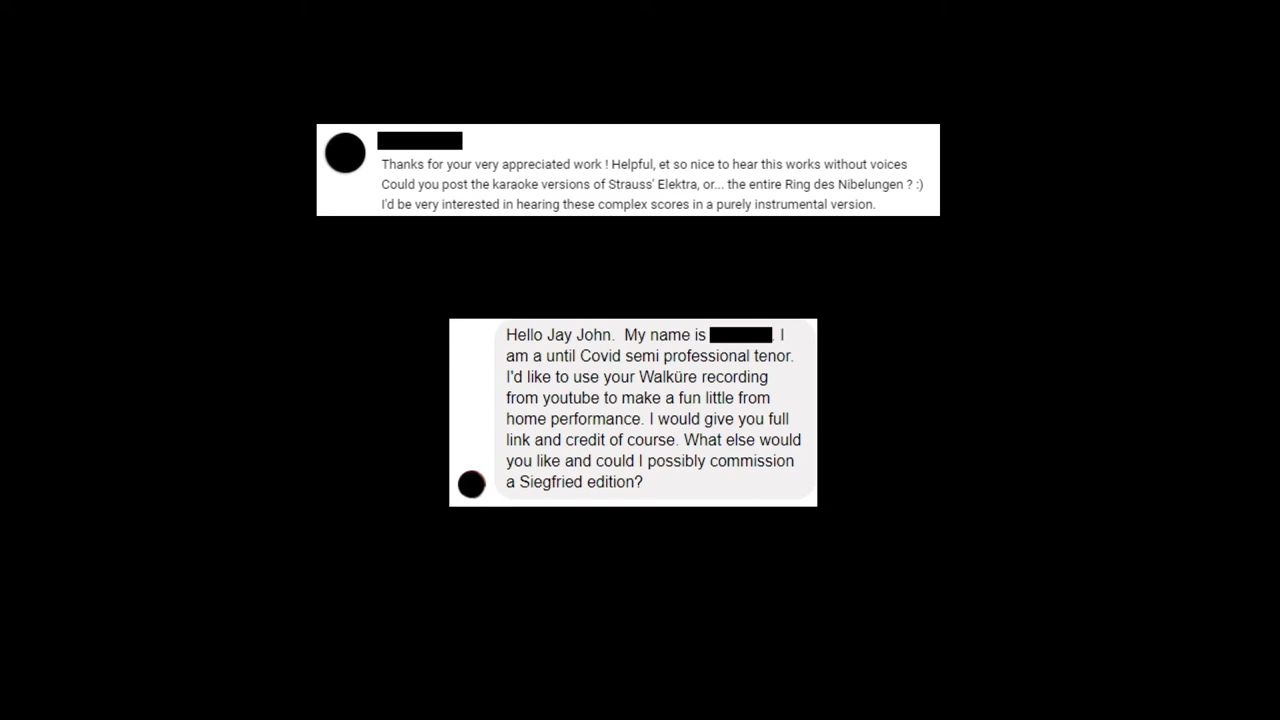 Thanks for your very appreciated work ! Helpful, et so nice to hear this works without voices
Could you post the karaoke versions of Strauss' Elektra, or... the entire Ring des Nibelungen ? :)
I'd be very interested in hearing these complex scores in a purely instrumental version.
Hello Jay John.  My name is . I
am a until Covid semi professional tenor.
I'd like to use your Walküre recording
from youtube to make a fun little from
home performance. I would give you full
link and credit of course. What else would
you like and could I possibly commission
a Siegfried edition?